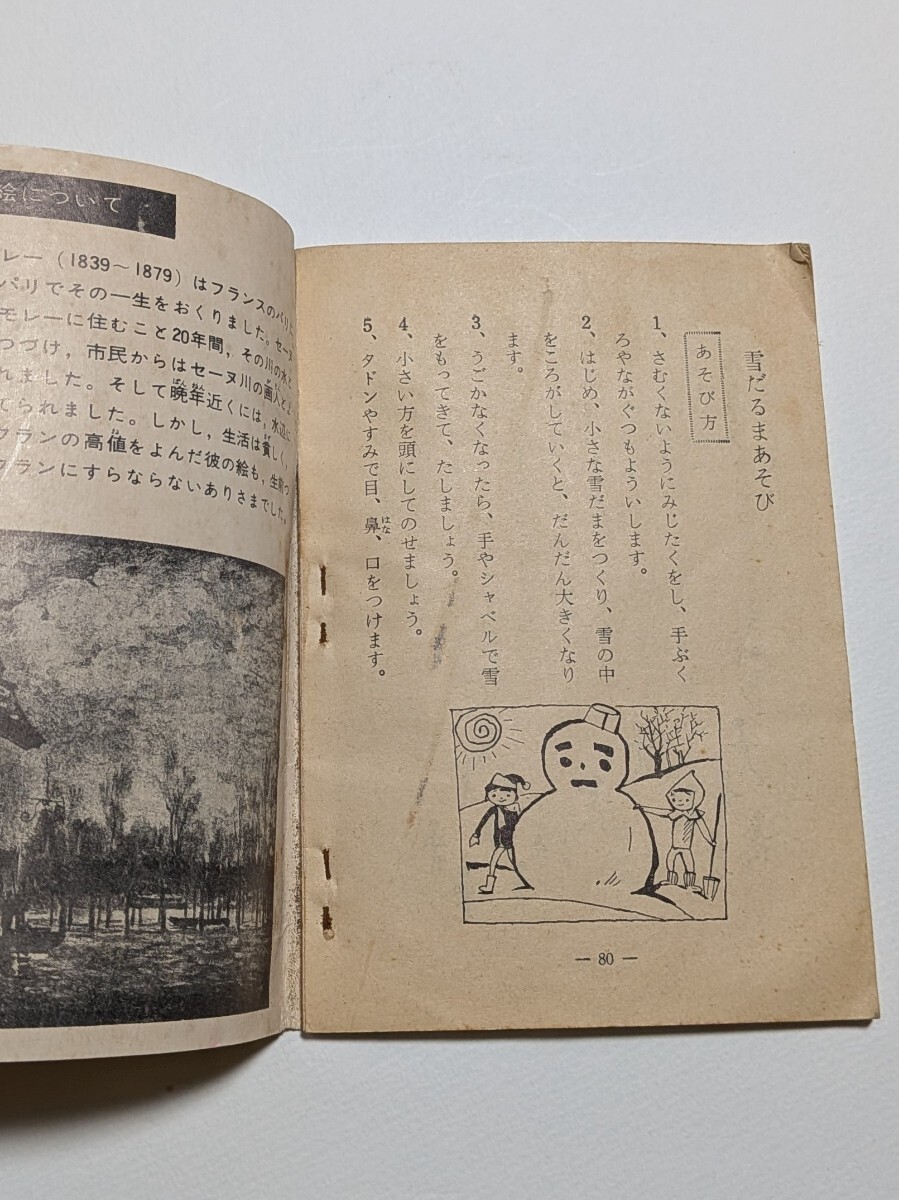 絵について
レー（1839～1879）はフランスのパリに
パリでその一生をおくりました。セーヌ
モレーに住むこと20年間，その川の水と
つづけ，市民からはセーヌ川の画人とよ
れました。そして晩年近くには，水辺に
てられました。しかし，生活は貧しく，
フランの高値をよんだ彼の絵も，生前
フランにすらならないありさまでした。
雪だるまあそび
あそび方
1、さむくないようにみじたくをし、手ぶく
ろやながぐつもよういします。
2、はじめ、小さな雪だまをつくり、雪の中
をころがしていくと、だんだん大きくなり
ます。
3、うごかなくなったら、手やシャベルで雪
をもってきて、たしましょう。
4、小さい方を頭にしてのせましょう。
5、タドンやすみで目、鼻、口をつけます。
— 80 —